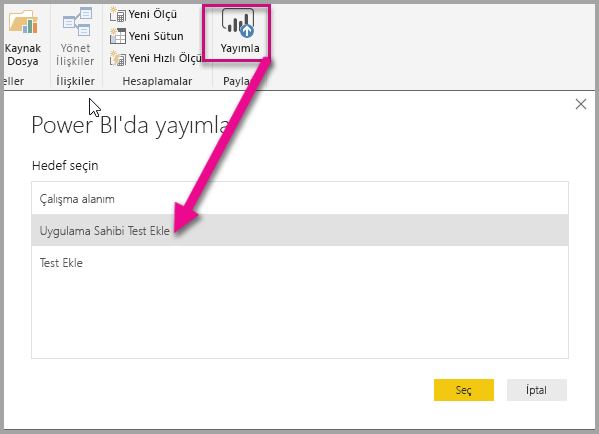 Kaynak
Dosya
Yönet
İlişkiler
Yeni Ölçü
Yeni Sütun
Yeni Hızlı Ölçü
Yayımla
eller
İlişkiler
Hesaplamalar
Payla
Power BI'da yayımla
Hedef seçin
Çalışma alanım
Uygulama Sahibi Test Ekle
Test Ekle
Seç
İptal